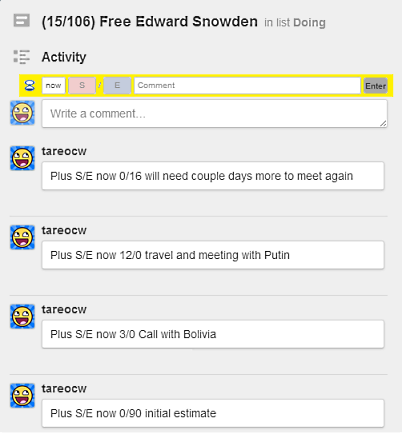 (15/106) Free Edward Snowden in list Doing
Activity
now S / E Comment Enter
Write a comment...
tareocw
Plus S/E now 0/16 will need couple days more to meet again
tareocw
Plus S/E now 12/0 travel and meeting with Putin
tareocw
Plus S/E now 3/0 Call with Bolivia
tareocw
Plus S/E now 0/90 initial estimate